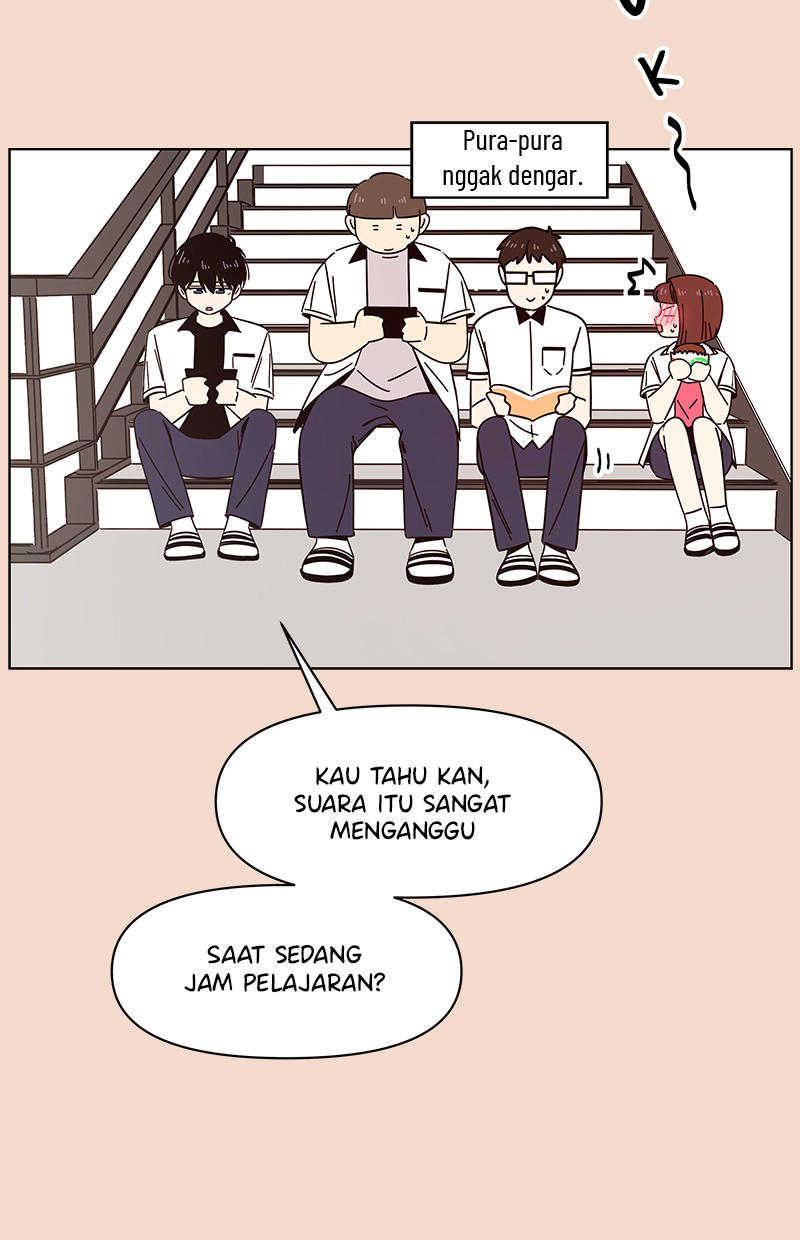 K
Pura-pura
nggak dengar.
KAU TAHU KAN,
SUARA ITU SANGAT
MENGANGGU
SAAT SEDANG
JAM PELAJARAN?